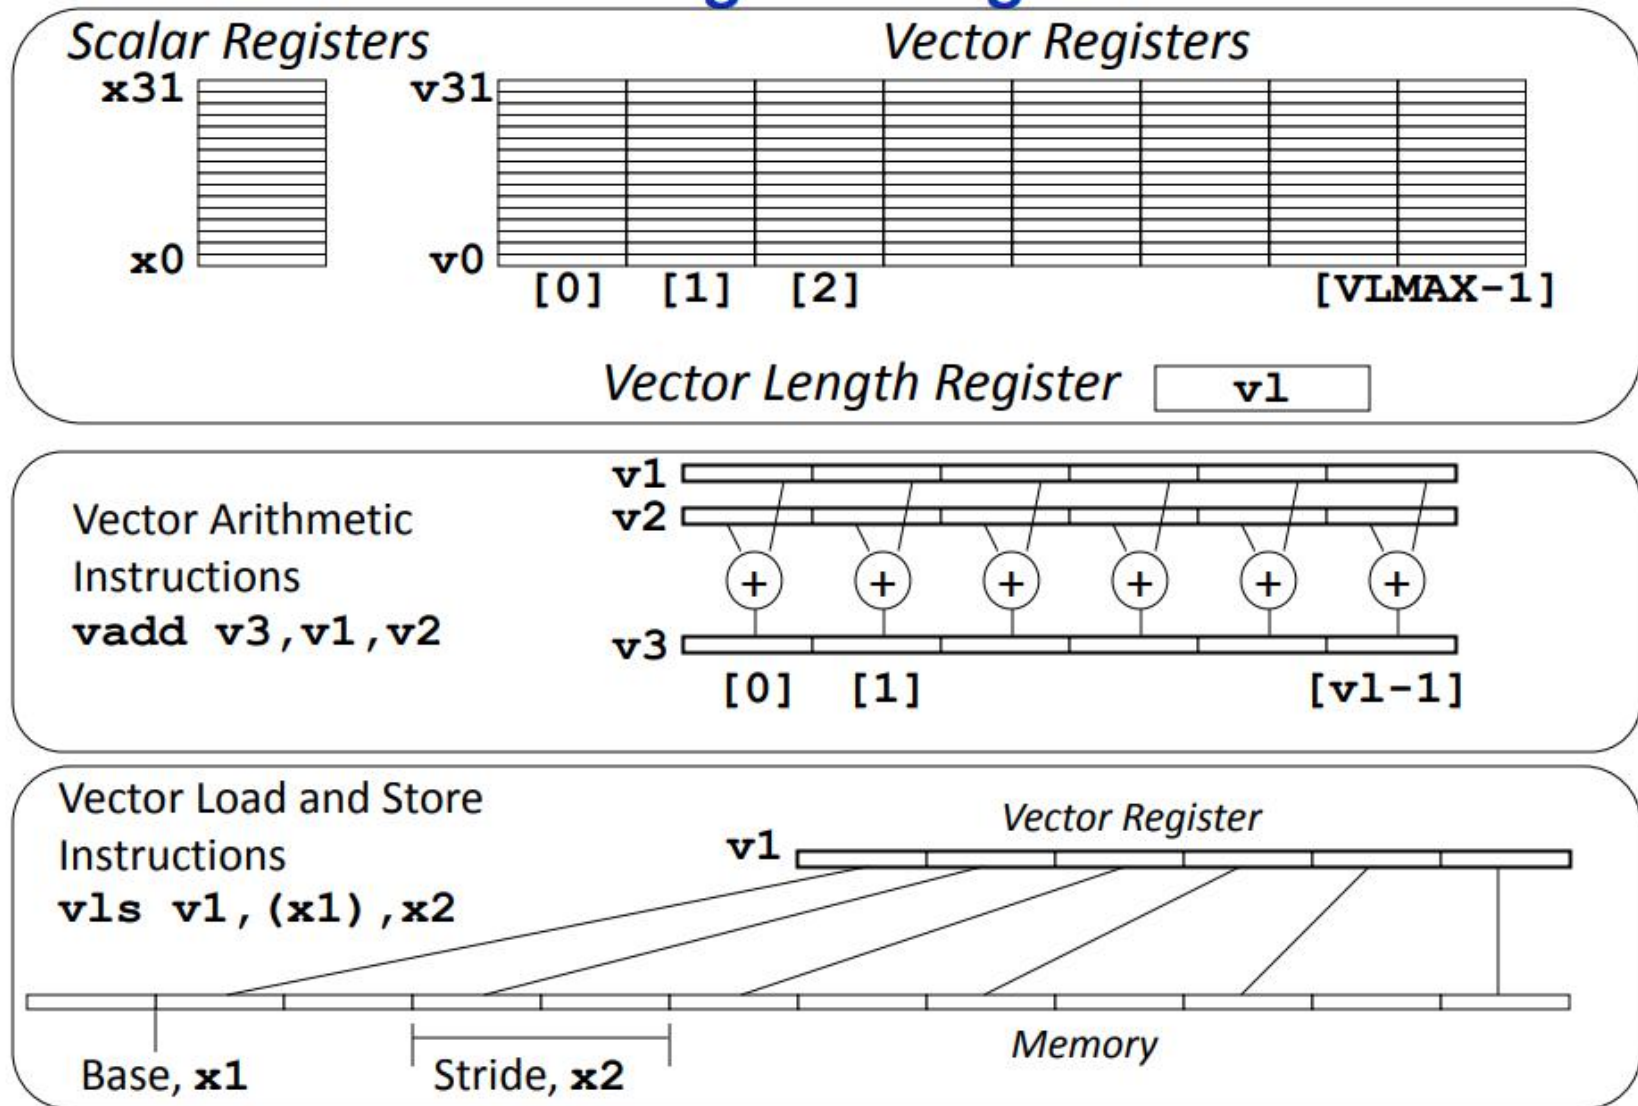 Scalar Registers
Vector Registers
x31
v31
x0
v0
[0] [1] [2] [VLMAX-1]
Vector Length Register vl
Vector Arithmetic
Instructions
vadd v3,v1,v2
v1
v2
+ + + + + +
v3
[0] [1] [vl-1]
Vector Load and Store
Instructions
vls v1,(x1),x2
Vector Register
v1
Memory
Base, x1
Stride, x2